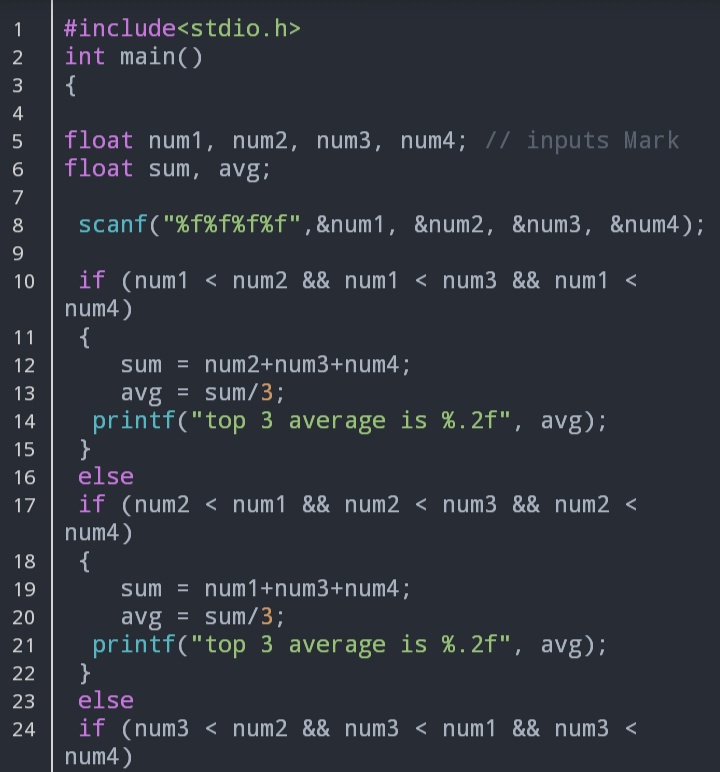 1 #include<stdio.h>
2 int main()
3 {
4
5 float num1, num2, num3, num4; // inputs Mark
6 float sum, avg;
7
8 scanf("%f%f%f%f",&num1, &num2, &num3, &num4);
9
10 if (num1 < num2 && num1 < num3 && num1 <
num4)
11 {
12 sum = num2+num3+num4;
13 avg = sum/3;
14 printf("top 3 average is %.2f", avg);
15 }
16 else
17 if (num2 < num1 && num2 < num3 && num2 <
num4)
18 {
19 sum = num1+num3+num4;
20 avg = sum/3;
21 printf("top 3 average is %.2f", avg);
22 }
23 else
24 if (num3 < num2 && num3 < num1 && num3 <
num4)